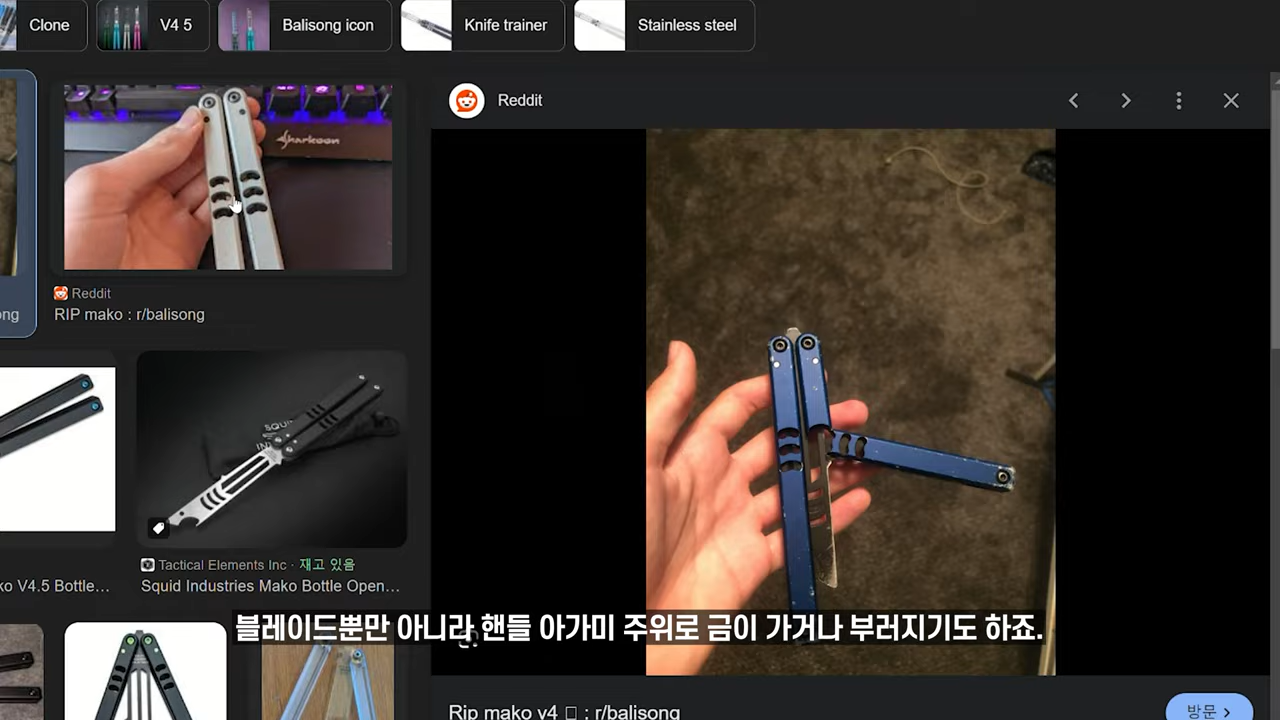 Clone
V4 5
Balisong icon
Knife trainer
Stainless steel
Reddit
sharkoon
Reddit
ong
RIP mako : r/balisong
SQUID
IN
Tactical Elements Inc · 재고 있음
ko V4.5 Bottle…
Squid Industries Mako Bottle Open…
블레이드뿐만 아니라 핸들 아가미 주위로 금이 가거나 부러지기도 하죠.
Rip mako v4 □ : r/balisong
방문